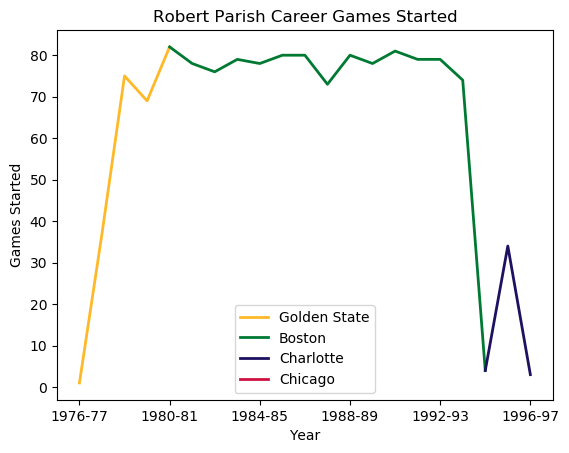 Robert Parish Career Games Started
Games Started
80
70
60
50
40
30
20
10
0
Golden State
Boston
Charlotte
Chicago
1976-77 1980-81 1984-85 1988-89 1992-93 1996-97
Year